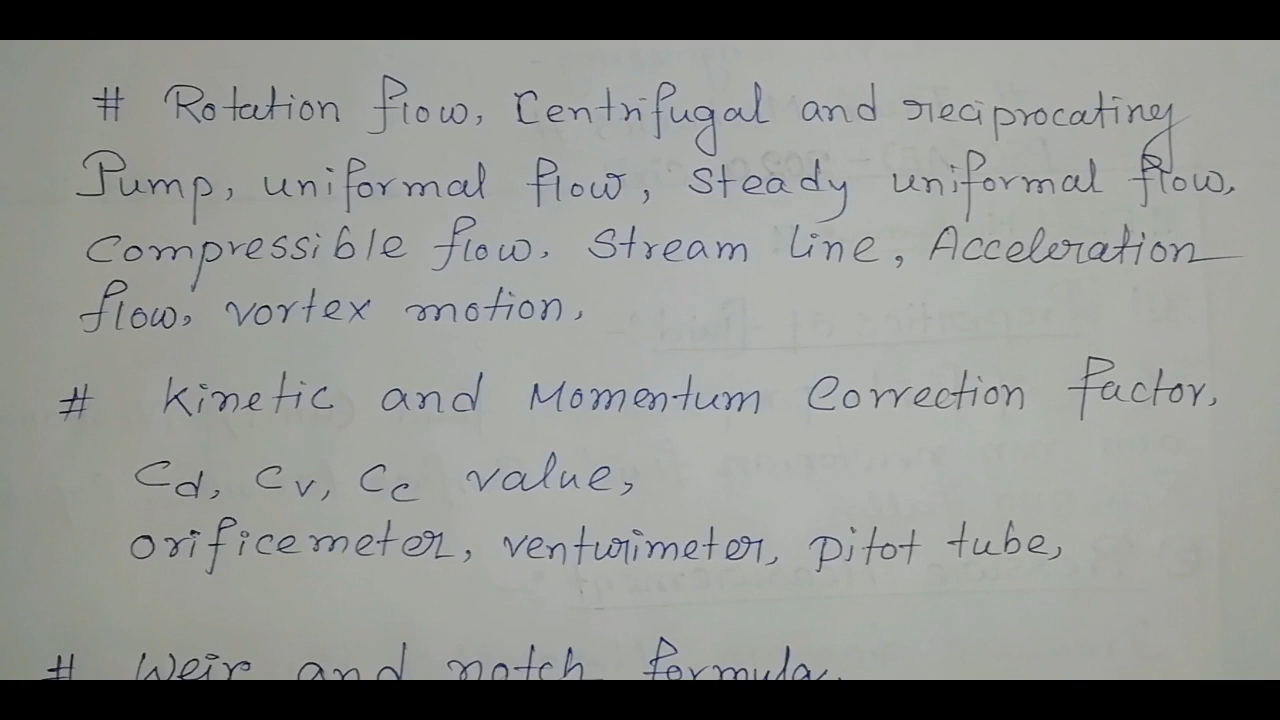 # Rotation flow, Centrifugal and reciprocating
Pump, uniformal flow, Steady uniformal flow,
Compressible flow, Stream line, Acceleration
flow, vortex motion,
# Kinetic and Momentum Correction factor,
Cd, Cv, Cc value,
orificemeter, venturimeter, pitot tube,
# Weir and notch formula,